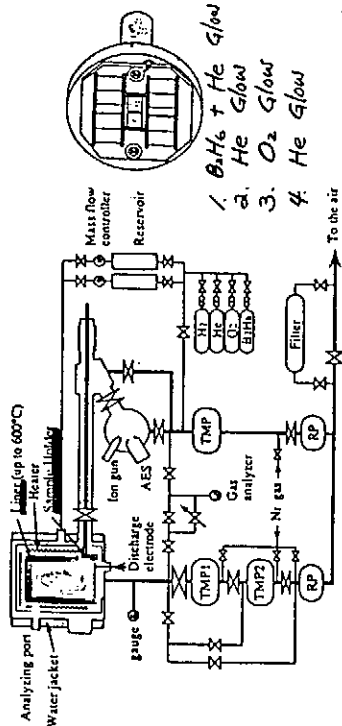 Analyzing port
Water jacket
Liner (up to 600°C)
Heater
Sample
Discharge
electrode
gauge
Ion gun
AES
Gas
analyzer
Mass flow
controller
Reservoir
H2
He
O2
B2H6
TMP1
TMP2
TMP
RP
RP
N2 gas
Filler
To the air
1. B2H6 + He Glow
2. He Glow
3. O2 Glow
4. He Glow